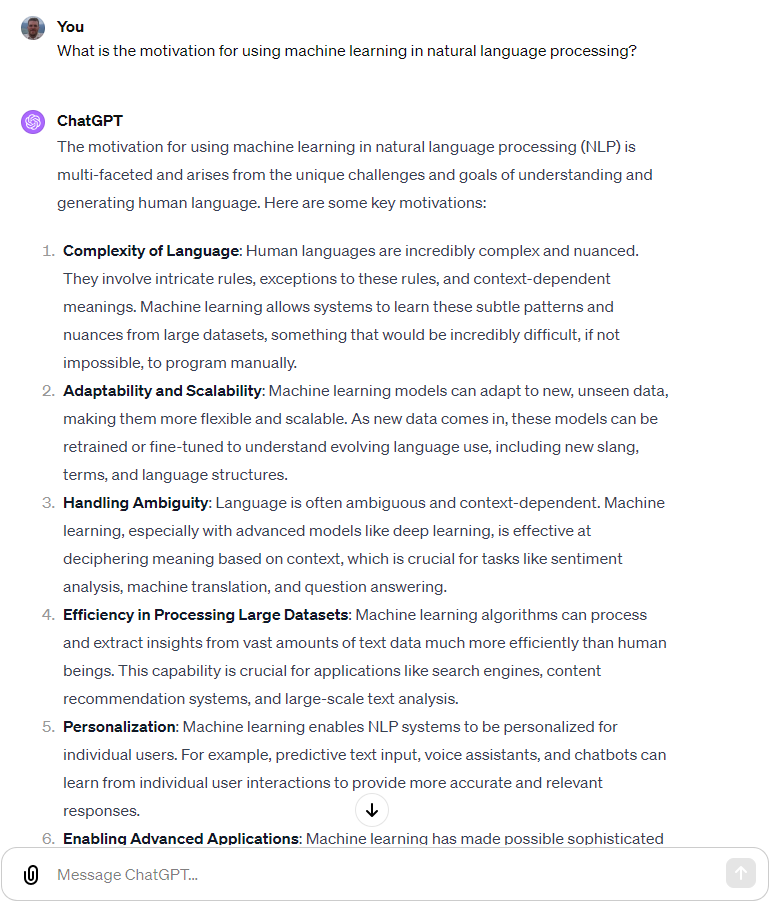 You
What is the motivation for using machine learning in natural language processing?
ChatGPT
The motivation for using machine learning in natural language processing (NLP) is
multi-faceted and arises from the unique challenges and goals of understanding and
generating human language. Here are some key motivations:
1. Complexity of Language: Human languages are incredibly complex and nuanced.
They involve intricate rules, exceptions to these rules, and context-dependent
meanings. Machine learning allows systems to learn these subtle patterns and
nuances from large datasets, something that would be incredibly difficult, if not
impossible, to program manually.
2. Adaptability and Scalability: Machine learning models can adapt to new, unseen data,
making them more flexible and scalable. As new data comes in, these models can be
retrained or fine-tuned to understand evolving language use, including new slang,
terms, and language structures.
3. Handling Ambiguity: Language is often ambiguous and context-dependent. Machine
learning, especially with advanced models like deep learning, is effective at
deciphering meaning based on context, which is crucial for tasks like sentiment
analysis, machine translation, and question answering.
4. Efficiency in Processing Large Datasets: Machine learning algorithms can process
and extract insights from vast amounts of text data much more efficiently than human
beings. This capability is crucial for applications like search engines, content
recommendation systems, and large-scale text analysis.
5. Personalization: Machine learning enables NLP systems to be personalized for
individual users. For example, predictive text input, voice assistants, and chatbots can
learn from individual user interactions to provide more accurate and relevant
responses.
6. Enabling Advanced Applications: Machine learning has made possible sophisticated
Message ChatGPT...